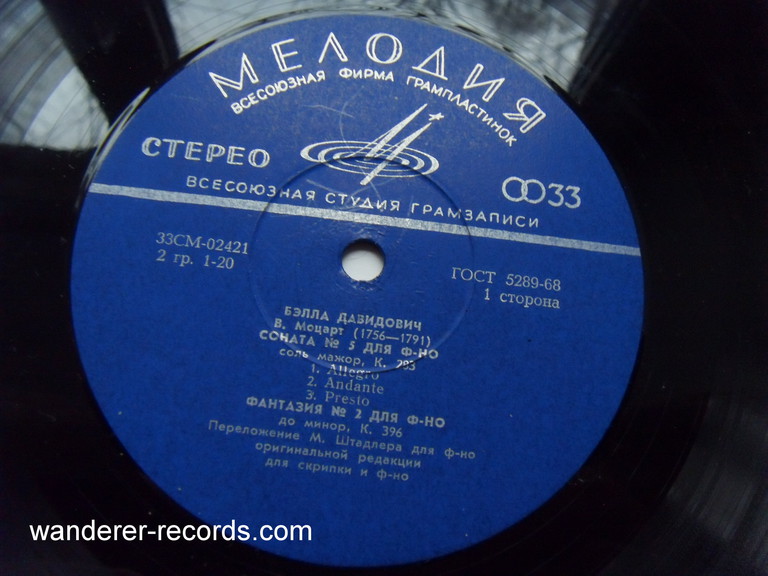 МЕЛОДИЯ
ВСЕСОЮЗНАЯ ФИРМА ГРАМПЛАСТИНОК
СТЕРЕО
33
ВСЕСОЮЗНАЯ СТУДИЯ ГРАМЗАПИСИ
33СМ-02421
2 гр. 1-20
ГОСТ 5289-68
1 сторона
БЭЛЛА ДАВИДОВИЧ
В. Моцарт (1756—1791)
СОНАТА № 5 ДЛЯ Ф-НО
соль мажор, К. 283
1. Allegro
2. Andante
3. Presto
ФАНТАЗИЯ № 2 ДЛЯ Ф-НО
до минор, К. 396
Переложение М. Штадлера для ф-но
оригинальной редакции
для скрипки и ф-но
wanderer-records.com